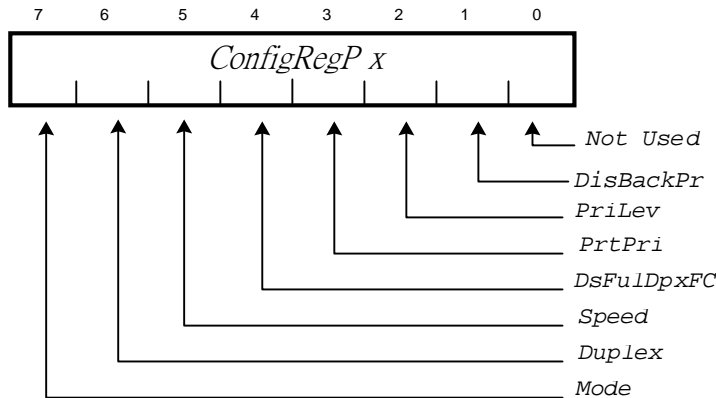 7 6 5 4 3 2 1 0
ConfigRegP x
Not Used
DisBackPr
PriLev
PrtPri
DsFulDpxFC
Speed
Duplex
Mode